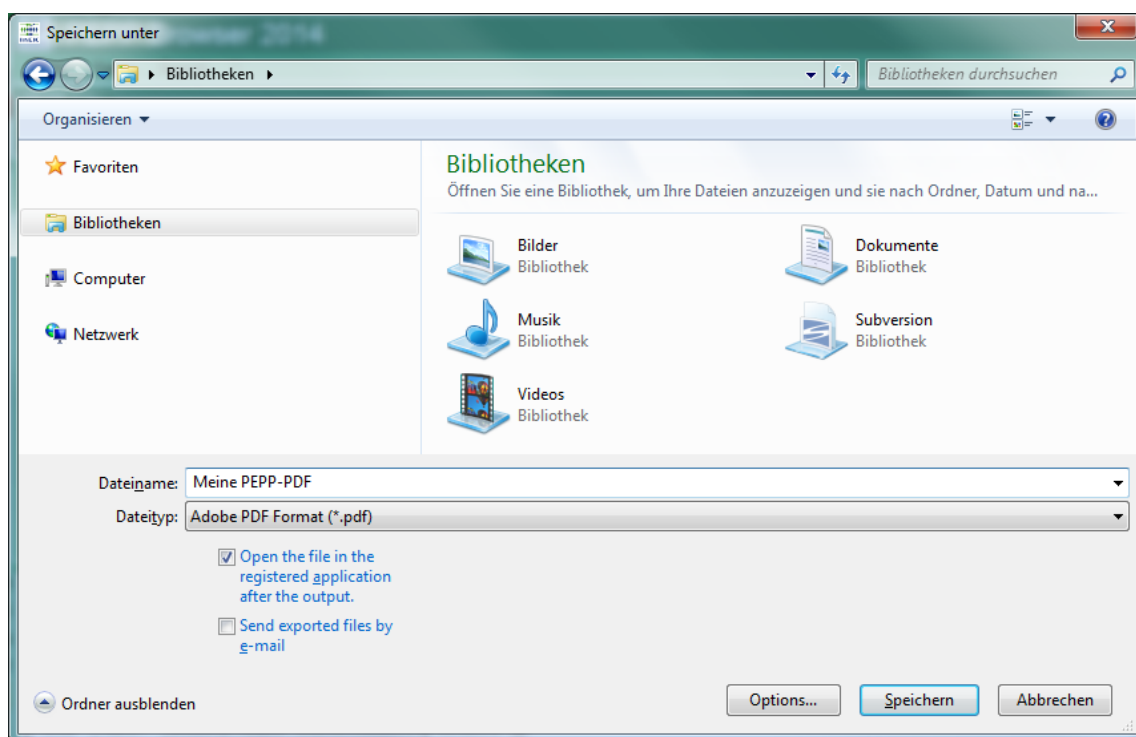 Speichern unter
Bibliotheken
Bibliotheken durchsuchen
Organisieren
Favoriten
Bibliotheken
Computer
Netzwerk
Bibliotheken
Öffnen Sie eine Bibliothek, um Ihre Dateien anzuzeigen und sie nach Ordner, Datum und na...
Bilder
Bibliothek
Dokumente
Bibliothek
Musik
Bibliothek
Subversion
Bibliothek
Videos
Bibliothek
Dateiname: Meine PEPP-PDF
Dateityp: Adobe PDF Format (*.pdf)
Open the file in the
registered application
after the output.
Send exported files by
e-mail
Ordner ausblenden
Options...
Speichern
Abbrechen